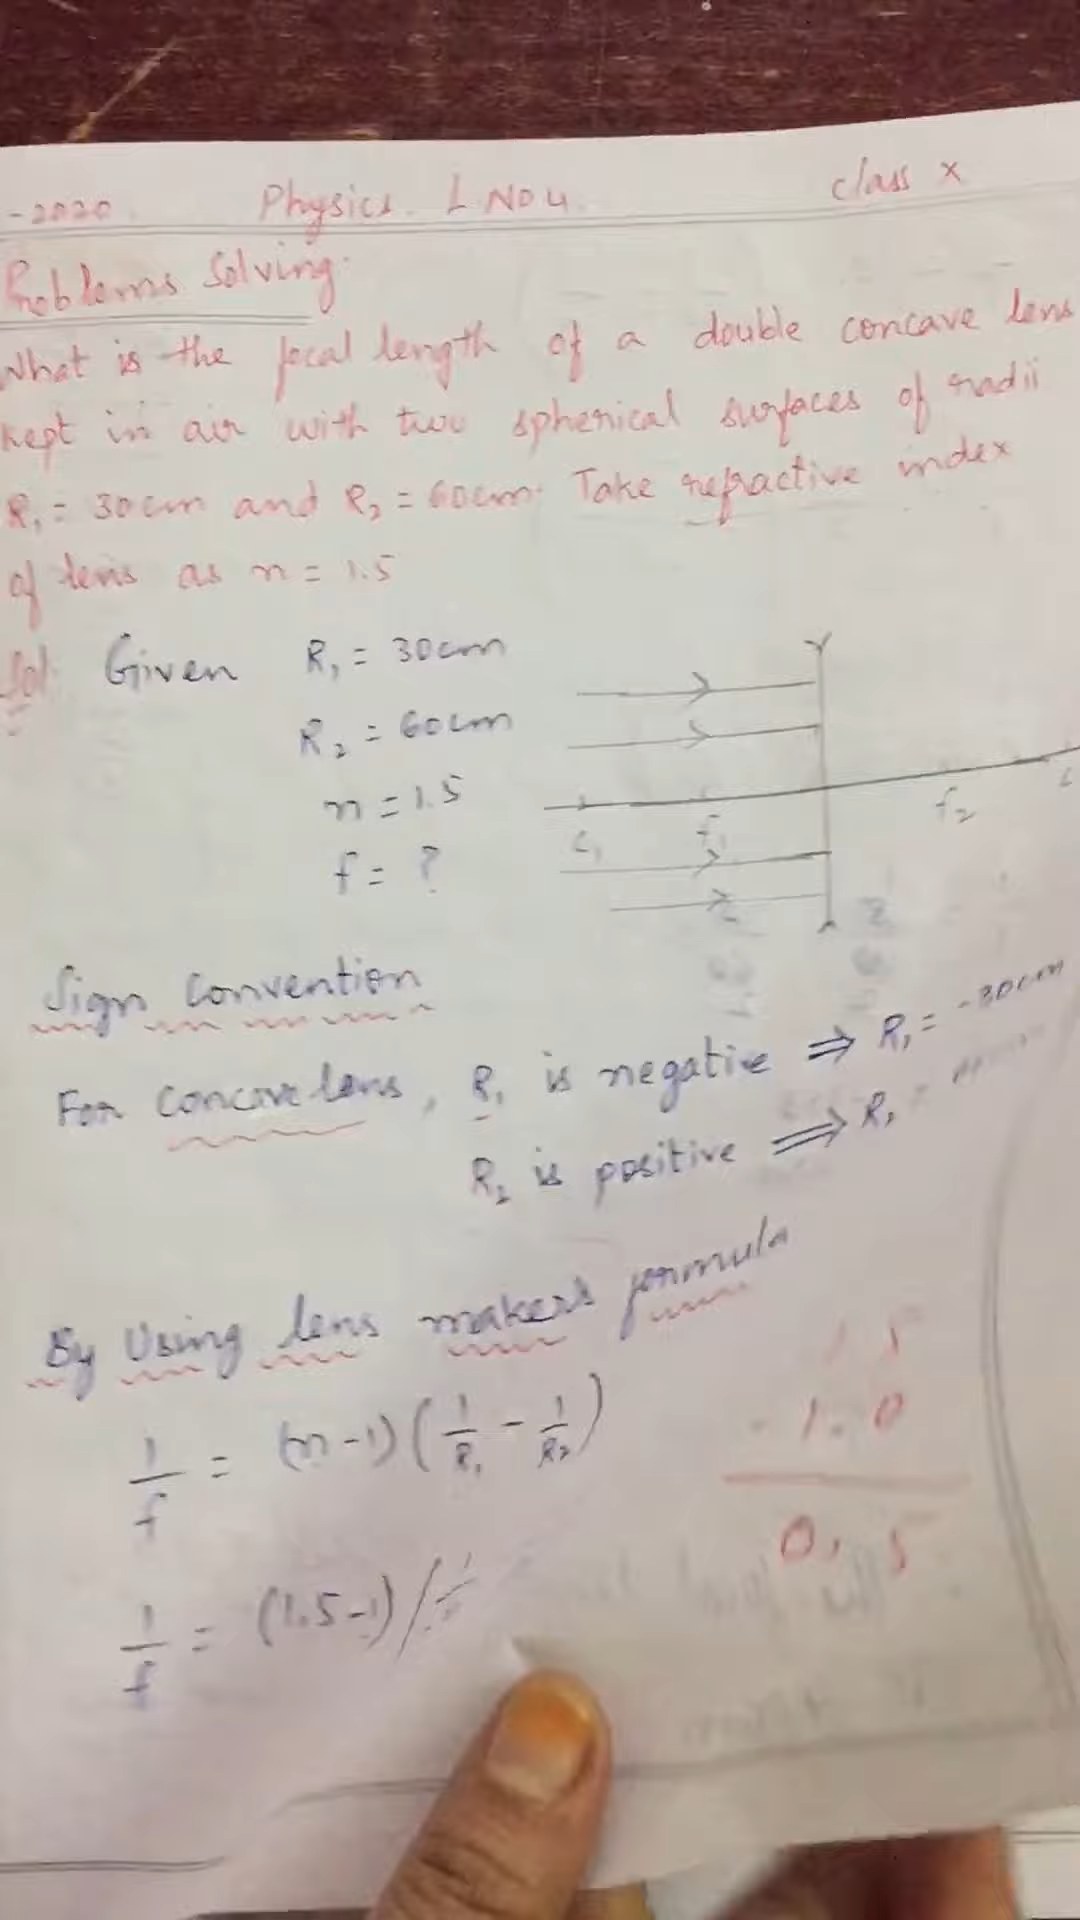 -2020 Physics. L NO 4. class X
Problems Solving.
What is the focal length of a double concave lens
kept in air with two spherical surfaces of radii
R₁ = 30cm and R₂ = 60cm. Take refractive index
of lens as n = 1.5
Sol: Given R₁ = 30cm
R₂ = 60cm
n = 1.5
f = ?
C₁ f₁ f₂
Sign Convention
For Concave lens, R₁ is negative ⇒ R₁ = -30cm
R₂ is positive ⇒ R₂ =
By Using lens makers formula
1/f = (n-1)(1/R₁ - 1/R₂)
1.5
- 1.0
0.5
1/f = (1.5-1)